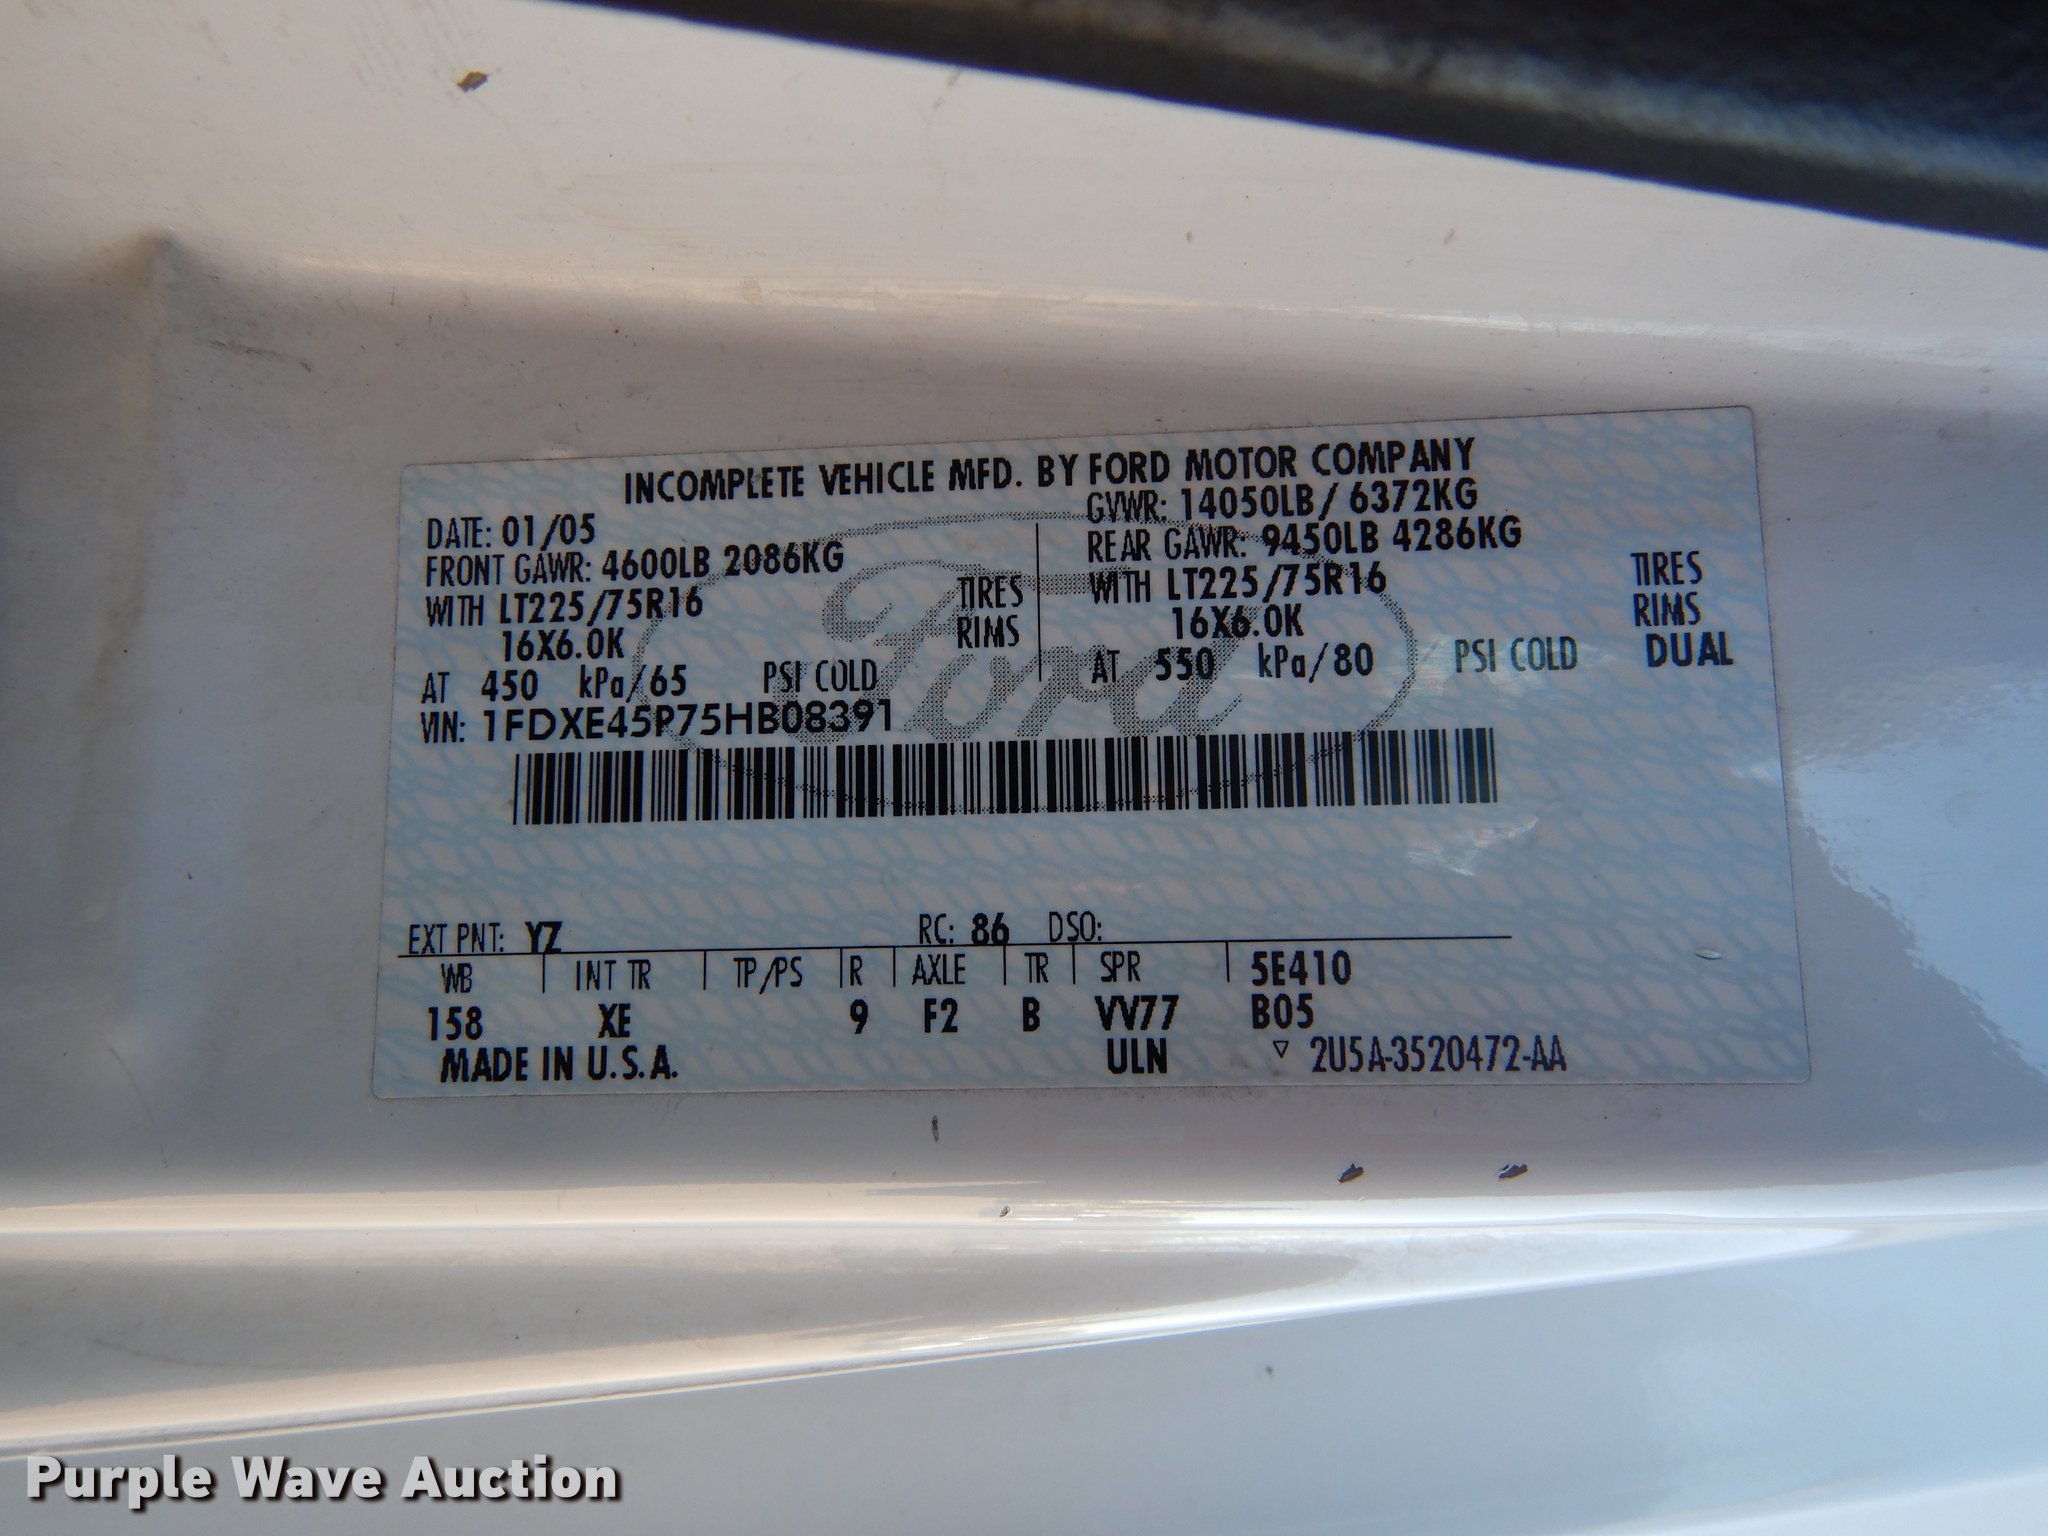 INCOMPLETE VEHICLE MFD. BY FORD MOTOR COMPANY
DATE: 01/05
GVWR: 14050LB/ 6372KG
FRONT GAWR: 4600LB 2086KG
REAR GAWR: 9450LB 4286KG
WITH LT225/75R16 TIRES
WITH LT225/75R16 TIRES
16X6.0K RIMS
16X6.0K RIMS
AT 450 kPa/65 PSI COLD
AT 550 kPa/80 PSI COLD DUAL
VIN: 1FDXE45P75HB08391
Ford
EXT PNT: YZ RC: 86 DSO:
WB INT TR TP/PS R AXLE TR SPR 5E410
158 XE 9 F2 B VV77 B05
MADE IN U.S.A. ULN ▽ 2U5A-3520472-AA
Purple Wave Auction